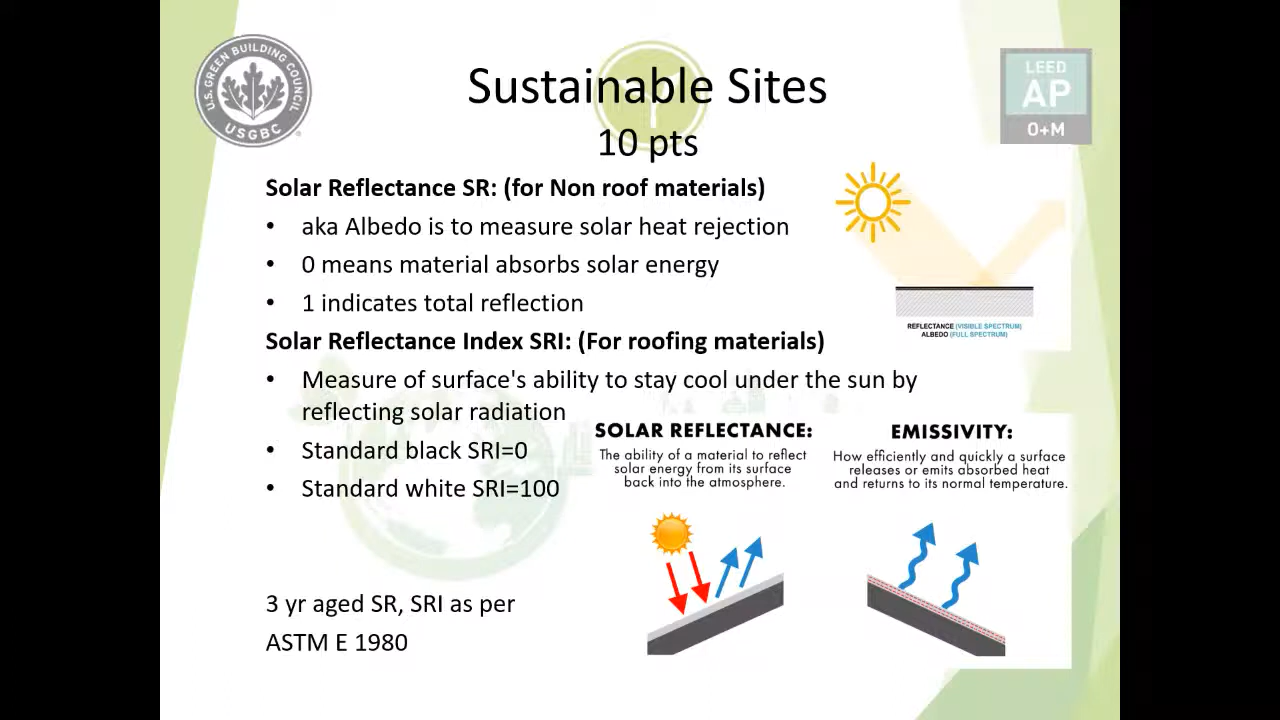 U.S. GREEN BUILDING COUNCIL
USGBC
LEED
AP
O+M
Sustainable Sites
10 pts
Solar Reflectance SR: (for Non roof materials)
• aka Albedo is to measure solar heat rejection
• 0 means material absorbs solar energy
• 1 indicates total reflection
REFLECTANCE (VISIBLE SPECTRUM)
ALBEDO (FULL SPECTRUM)
Solar Reflectance Index SRI: (For roofing materials)
• Measure of surface's ability to stay cool under the sun by
reflecting solar radiation
• Standard black SRI=0
• Standard white SRI=100
SOLAR REFLECTANCE:
The ability of a material to reflect
solar energy from its surface
back into the atmosphere.
EMISSIVITY:
How efficiently and quickly a surface
releases or emits absorbed heat
and returns to its normal temperature.
3 yr aged SR, SRI as per
ASTM E 1980